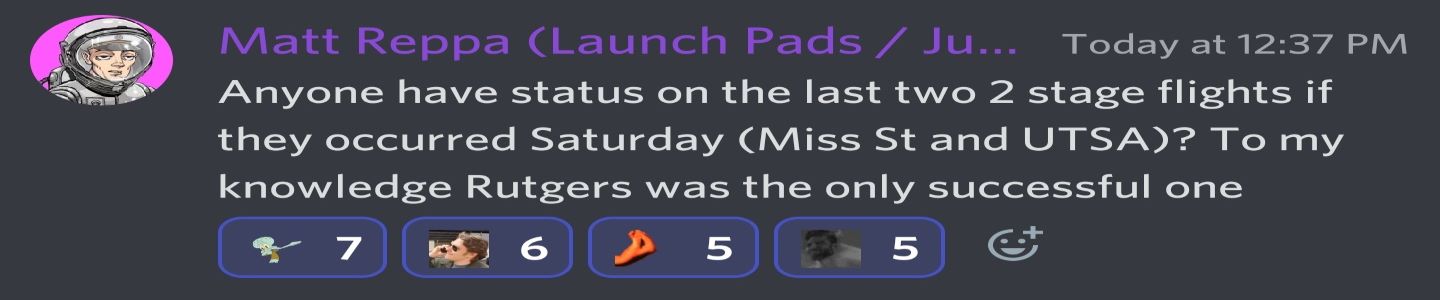 Matt Reppa (Launch Pads / Ju... Today at 12:37 PM
Anyone have status on the last two 2 stage flights if
they occurred Saturday (Miss St and UTSA)? To my
knowledge Rutgers was the only successful one
7 6 5 5